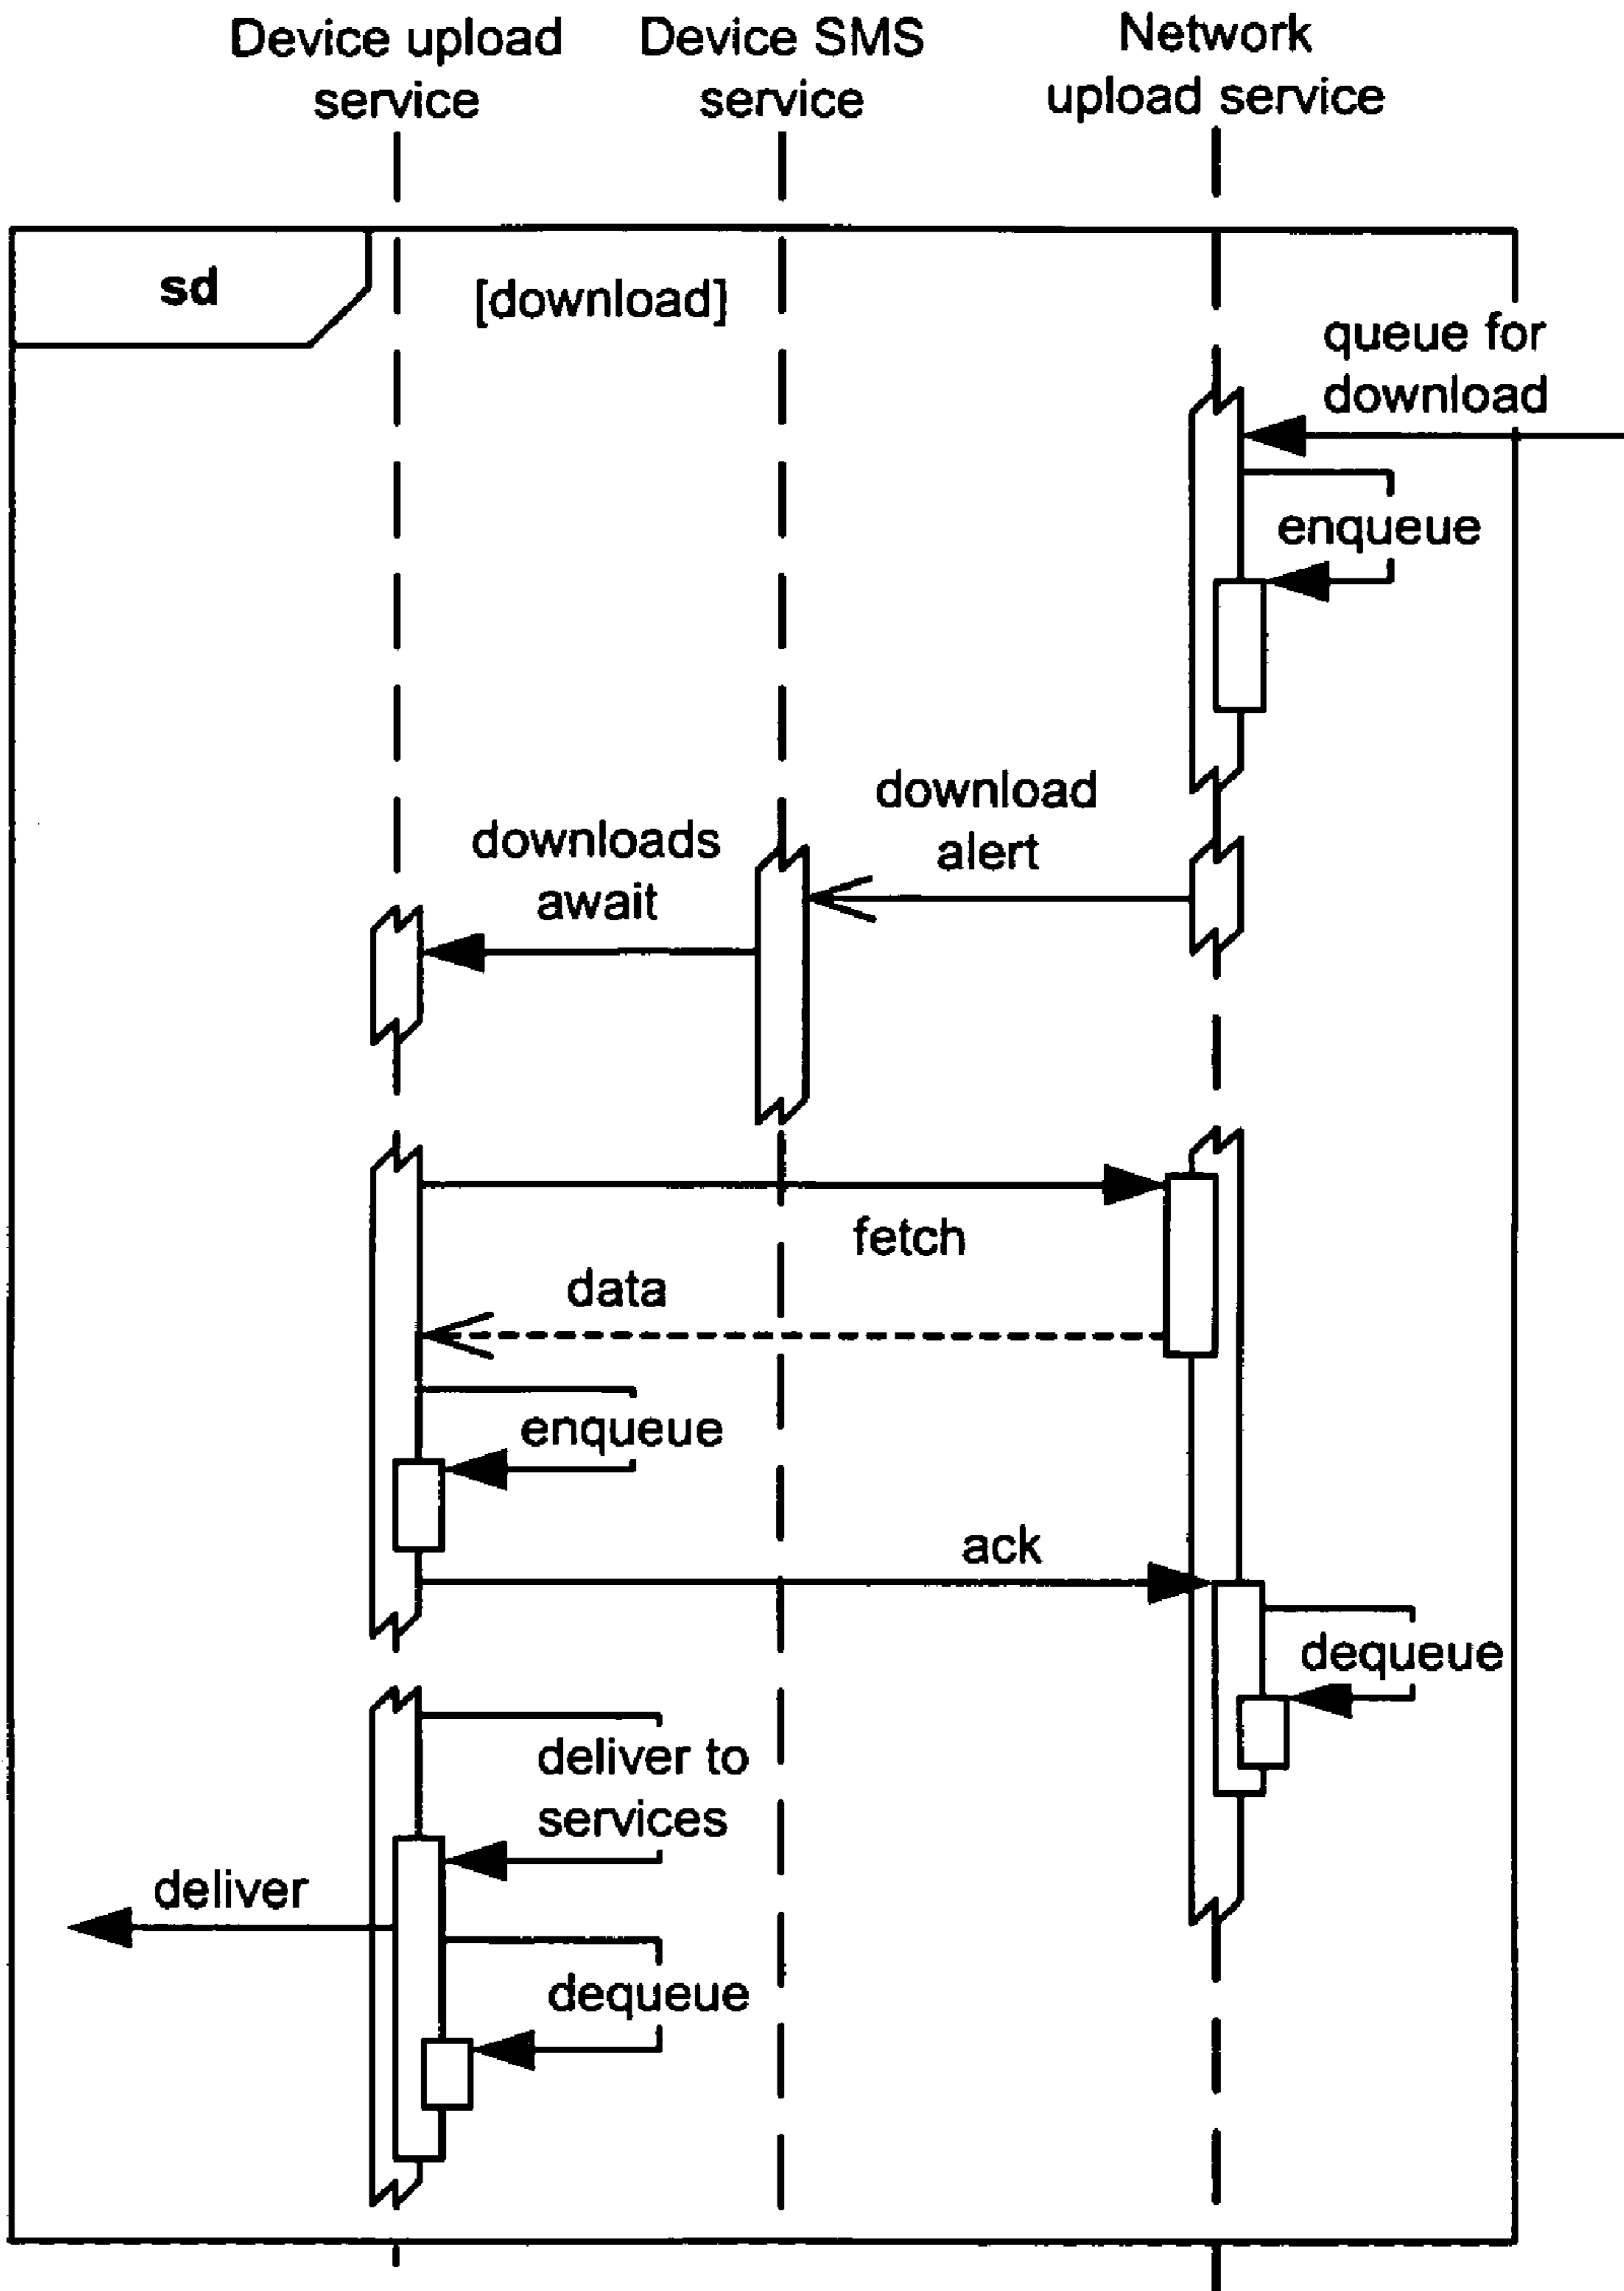 Device upload
service
Device SMS
service
Network
upload service
sd
[download]
queue for
download
enqueue
download
alert
downloads
await
fetch
data
enqueue
ack
dequeue
deliver to
services
deliver
dequeue